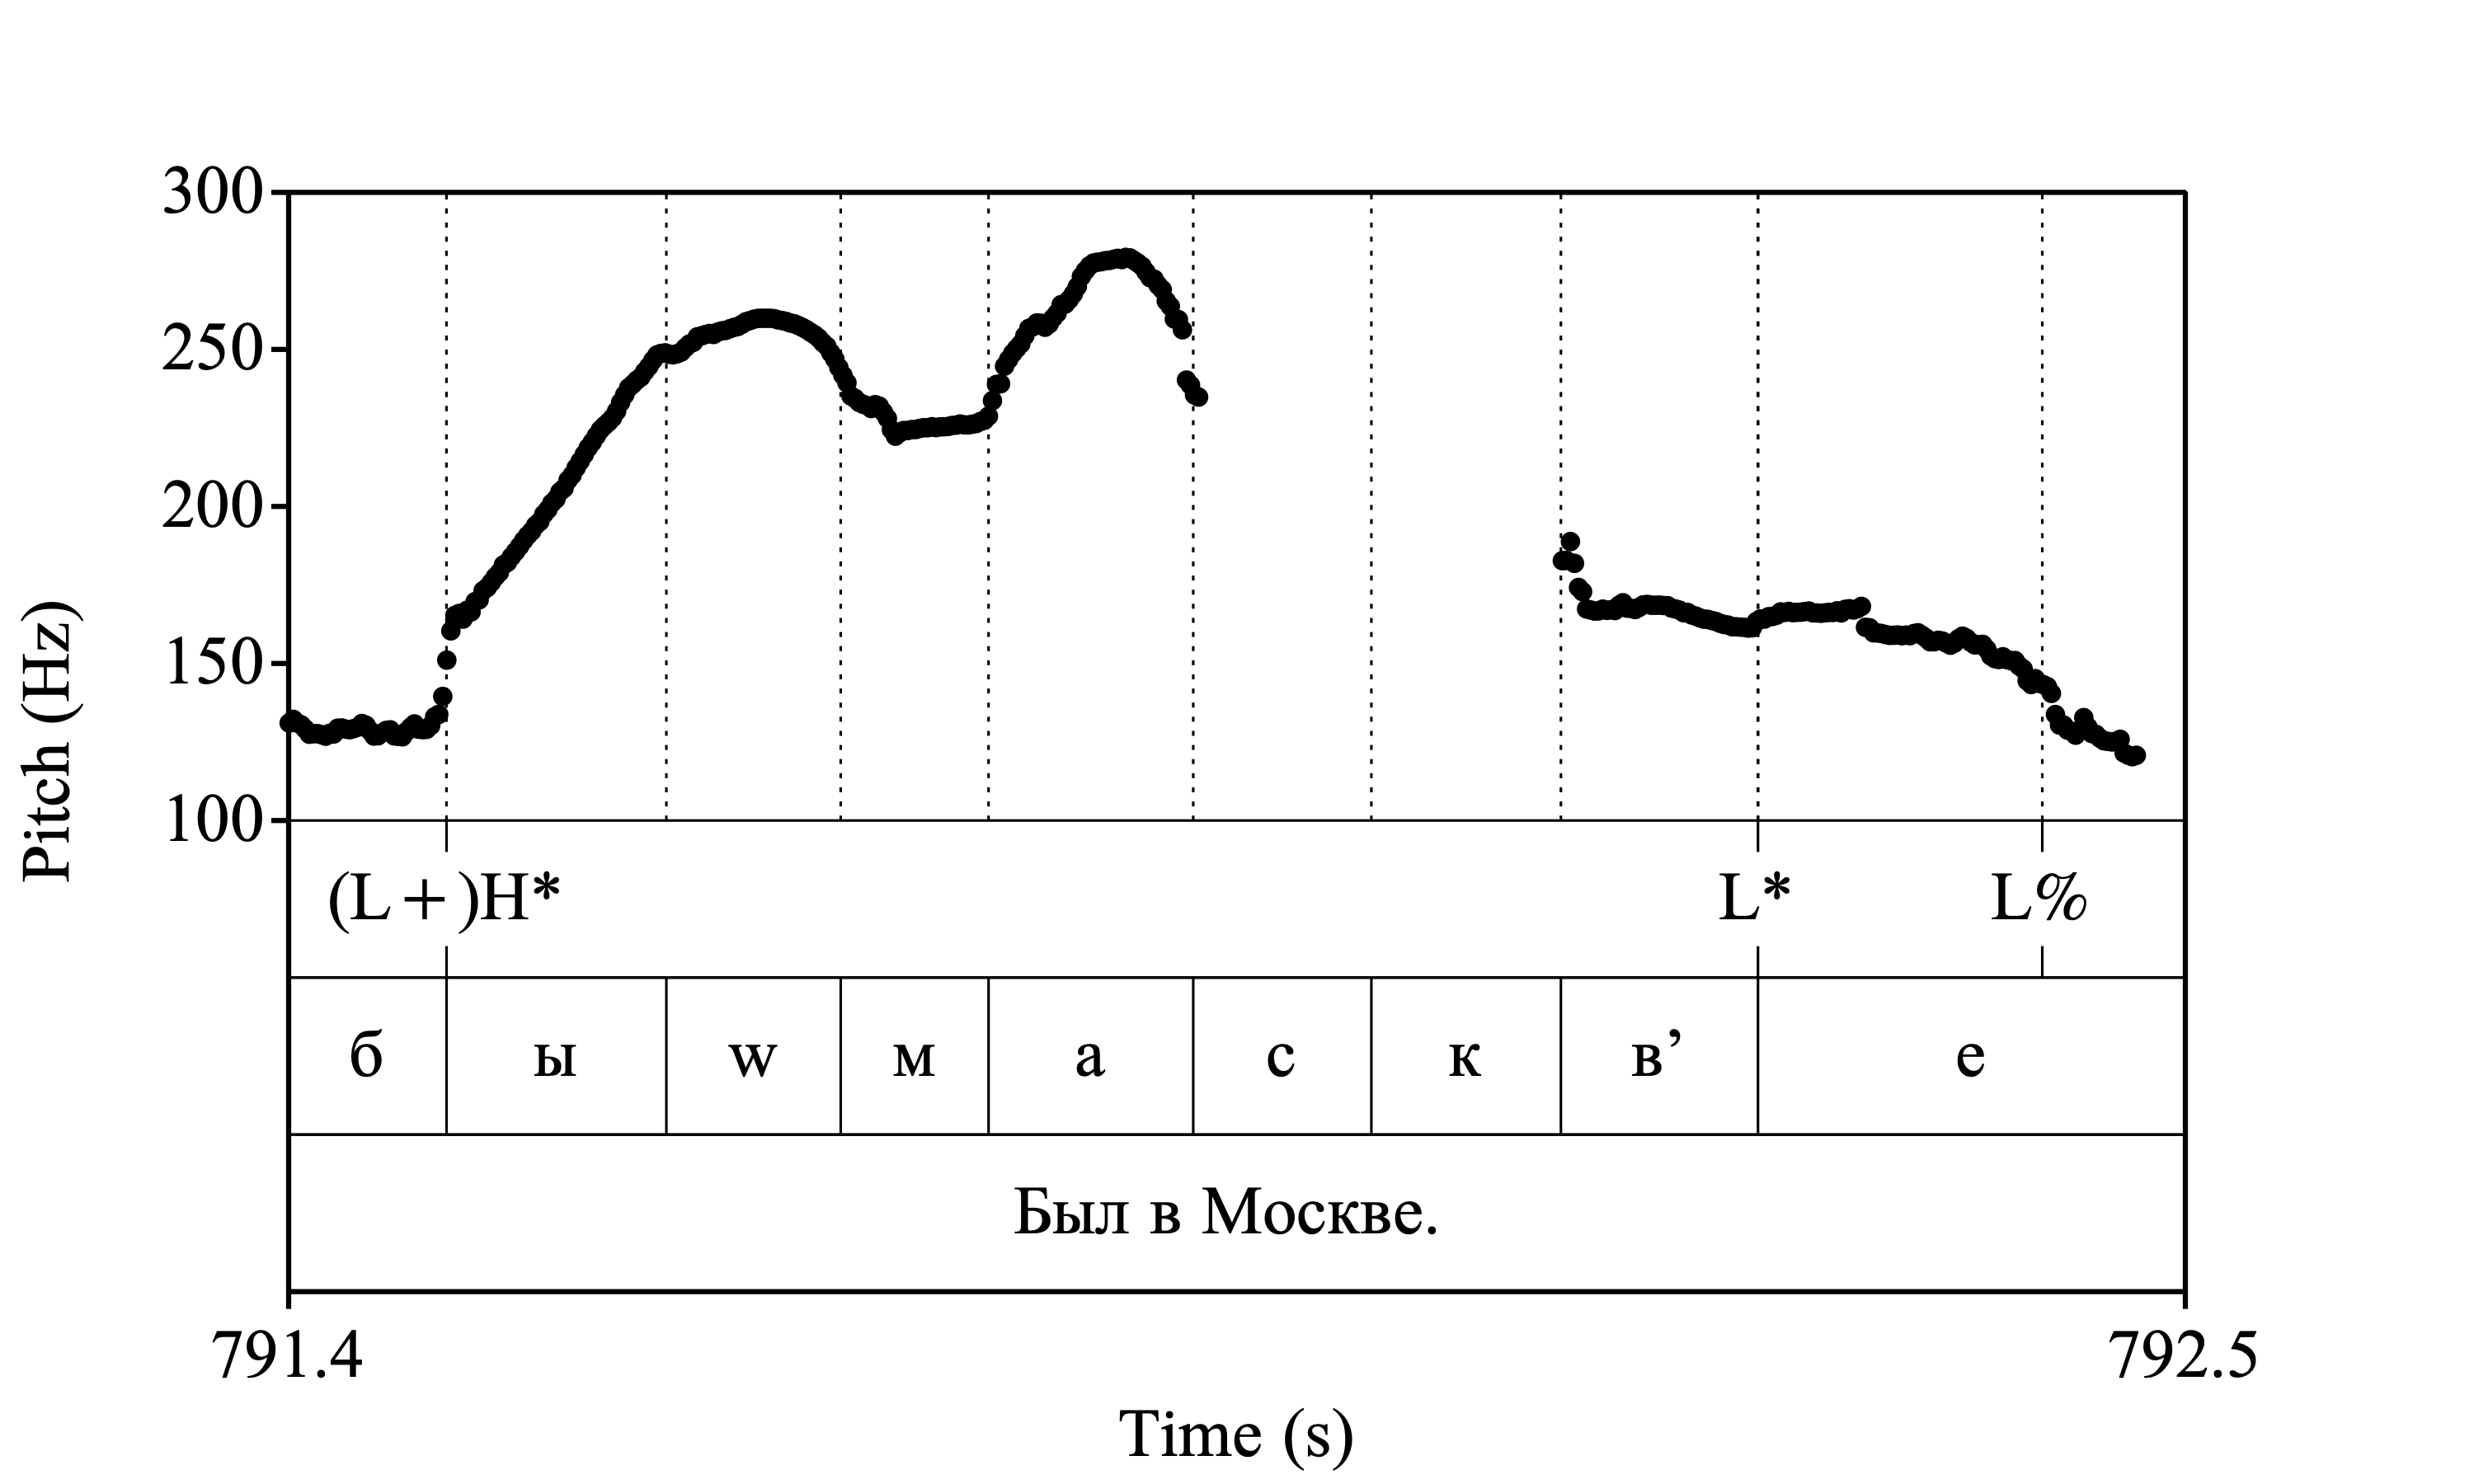 300
250
200
150
100
Pitch (Hz)
(L+)H* L* L%
б ы w м а с к в’ е
Был в Москве.
791.4 792.5
Time (s)